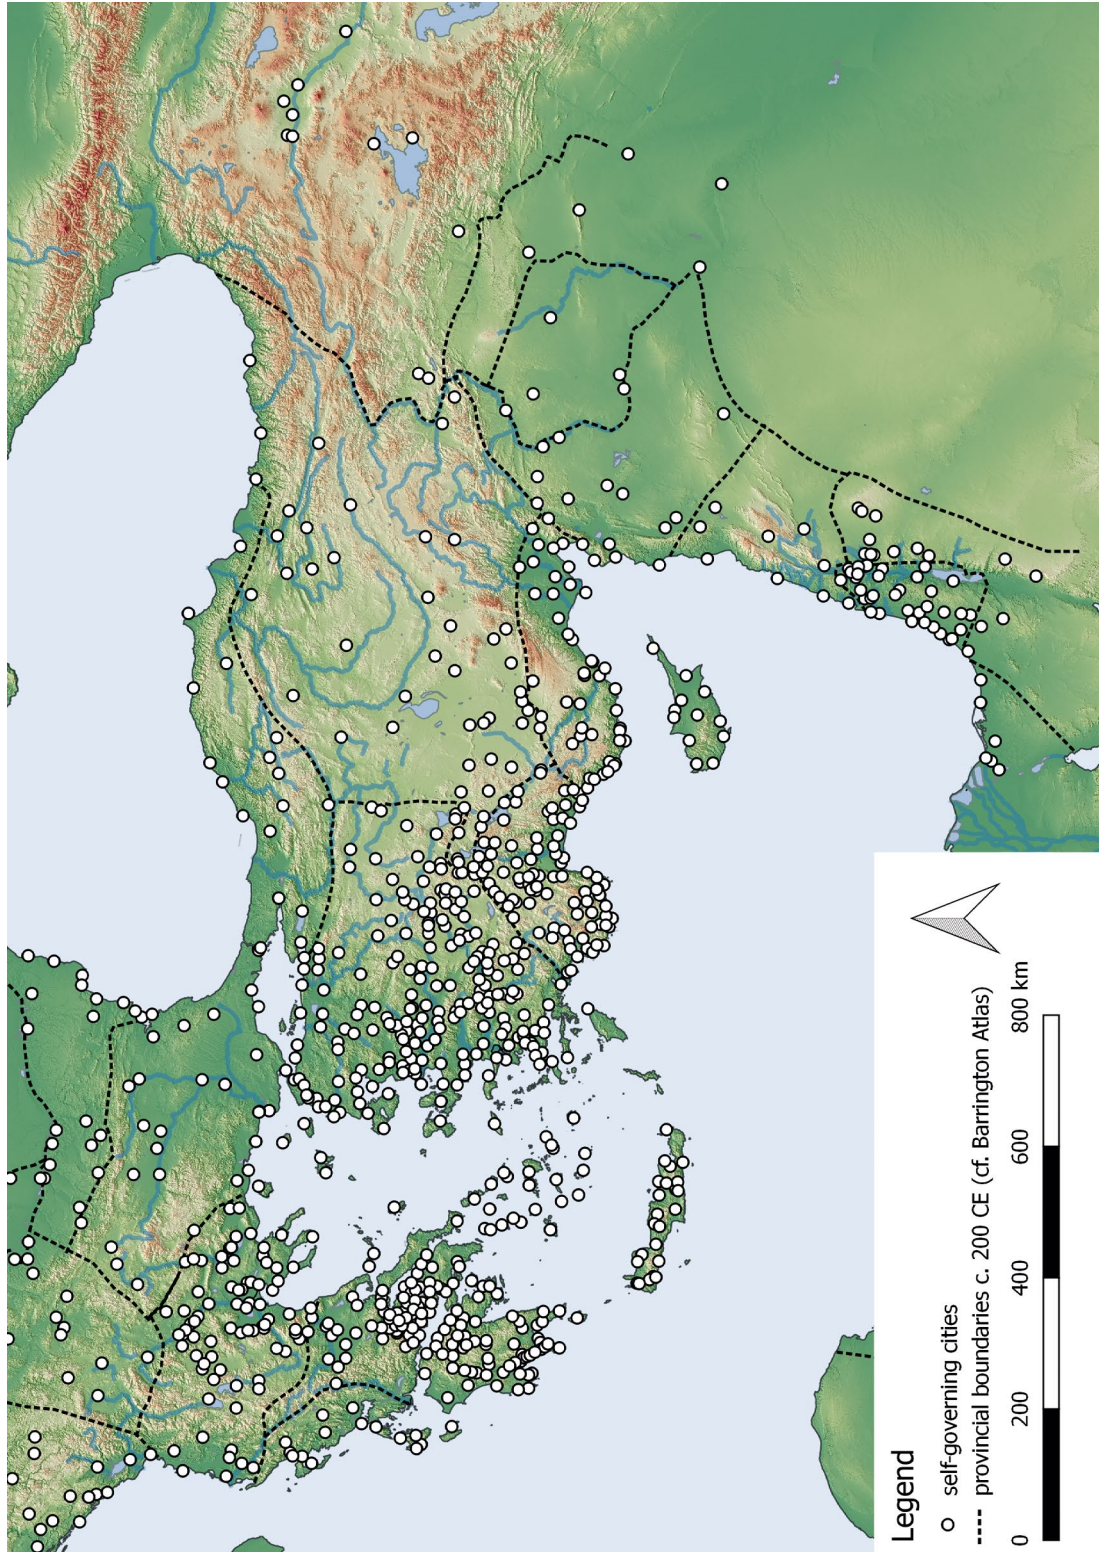 Legend
self-governing cities
provincial boundaries c. 200 CE (cf. Barrington Atlas)
0 200 400 600 800 km